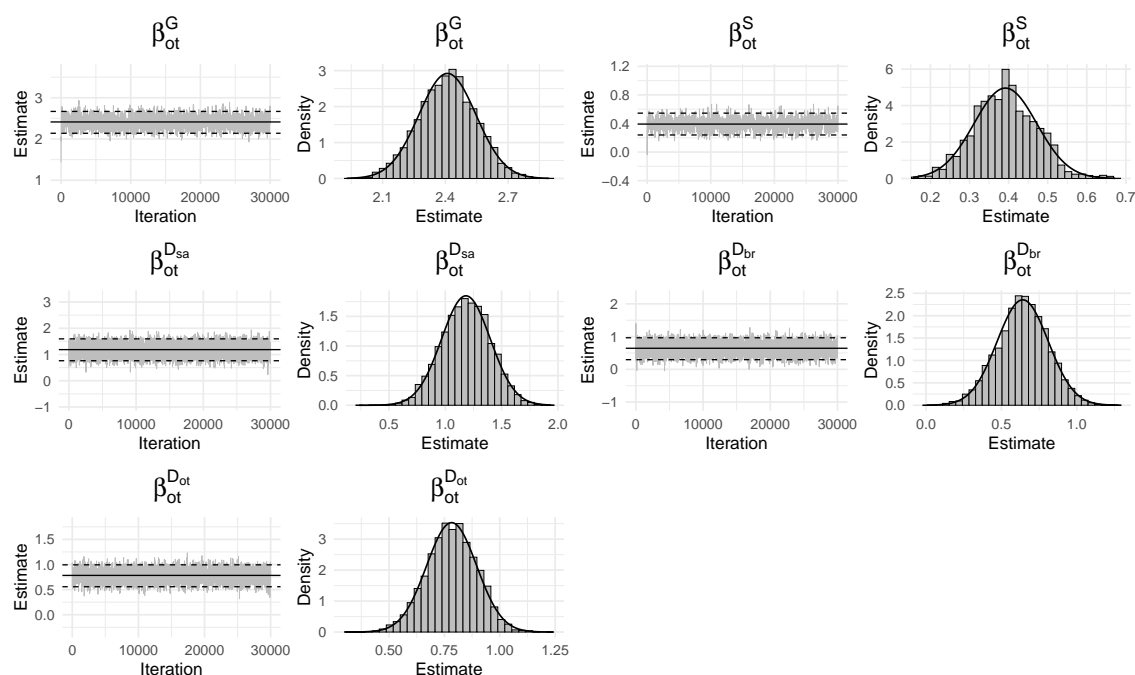 β_ot^G
β_ot^G
β_ot^S
β_ot^S
Estimate
3
2
1
0 10000 20000 30000
Iteration
Density
3
2
1
0
2.1 2.4 2.7
Estimate
Estimate
1.2
0.8
0.4
0.0
−0.4
0 10000 20000 30000
Iteration
Density
6
4
2
0
0.2 0.3 0.4 0.5 0.6 0.7
Estimate
β_ot^D_sa
β_ot^D_sa
β_ot^D_br
β_ot^D_br
Estimate
3
2
1
0
−1
0 10000 20000 30000
Iteration
Density
1.5
1.0
0.5
0.0
0.5 1.0 1.5 2.0
Estimate
Estimate
2
1
0
−1
0 10000 20000 30000
Iteration
Density
2.5
2.0
1.5
1.0
0.5
0.0
0.0 0.5 1.0
Estimate
β_ot^D_ot
β_ot^D_ot
Estimate
1.5
1.0
0.5
0.0
0 10000 20000 30000
Iteration
Density
3
2
1
0
0.50 0.75 1.00 1.25
Estimate